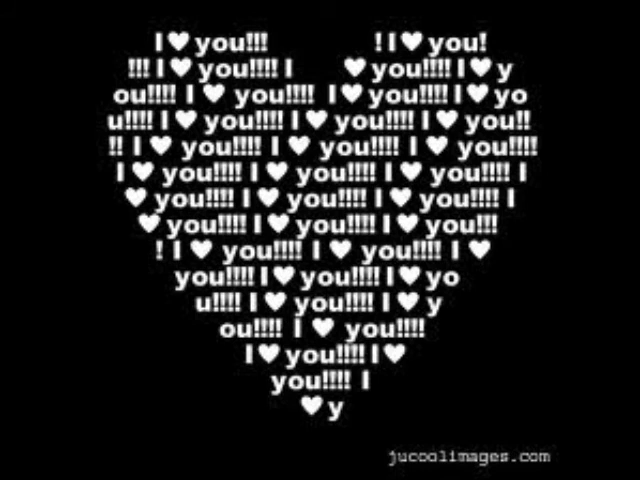 I♥you!!! !I♥you!
!!! I♥you!!!! I ♥you!!!! I♥y
ou!!!! I ♥ you!!!! I♥you!!!! I♥yo
u!!!! I♥you!!!! I♥ you!!!! I♥you!!
!! I ♥ you!!!! I ♥ you!!!! I ♥ you!!!!
I♥ you!!!! I♥ you!!!! I♥ you!!!! I
♥you!!!! I♥you!!!! I♥ you!!!! I
♥you!!!! I♥you!!!! I♥you!!!
! I♥ you!!!! I ♥ you!!!! I ♥
you!!!! I♥you!!!! I♥yo
u!!!! I♥ you!!!! I♥y
ou!!!! I ♥ you!!!!
I♥you!!!! I♥
you!!!! I
♥y
jucoolimages.com